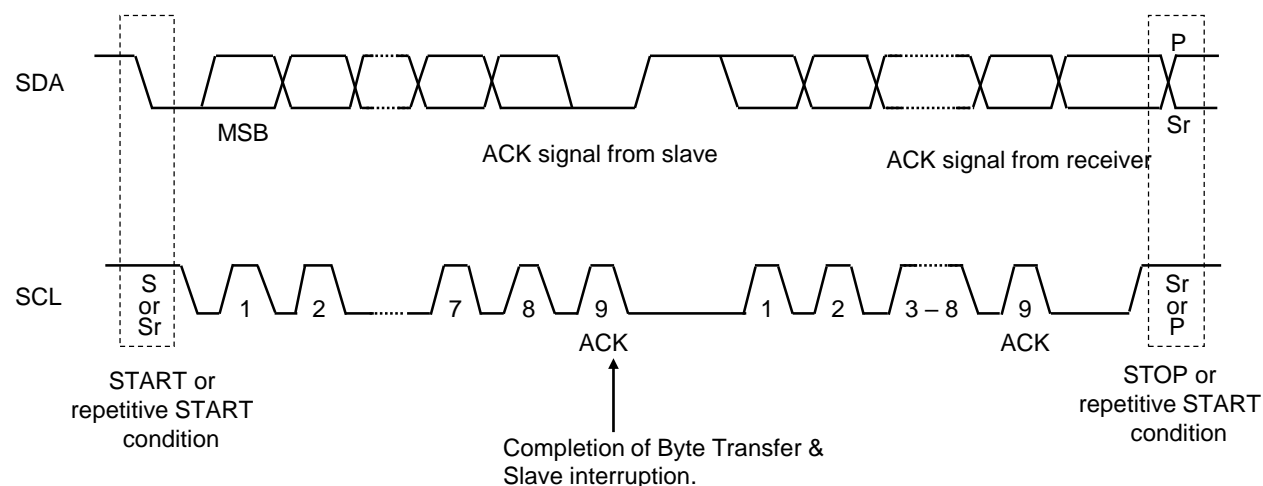 P
SDA
MSB
Sr
ACK signal from slave
ACK signal from receiver
SCL
S
or
Sr
1
2
7
8
9
1
2
3 – 8
9
Sr
or
P
ACK
ACK
START or
repetitive START
condition
STOP or
repetitive START
condition
Completion of Byte Transfer &
Slave interruption.